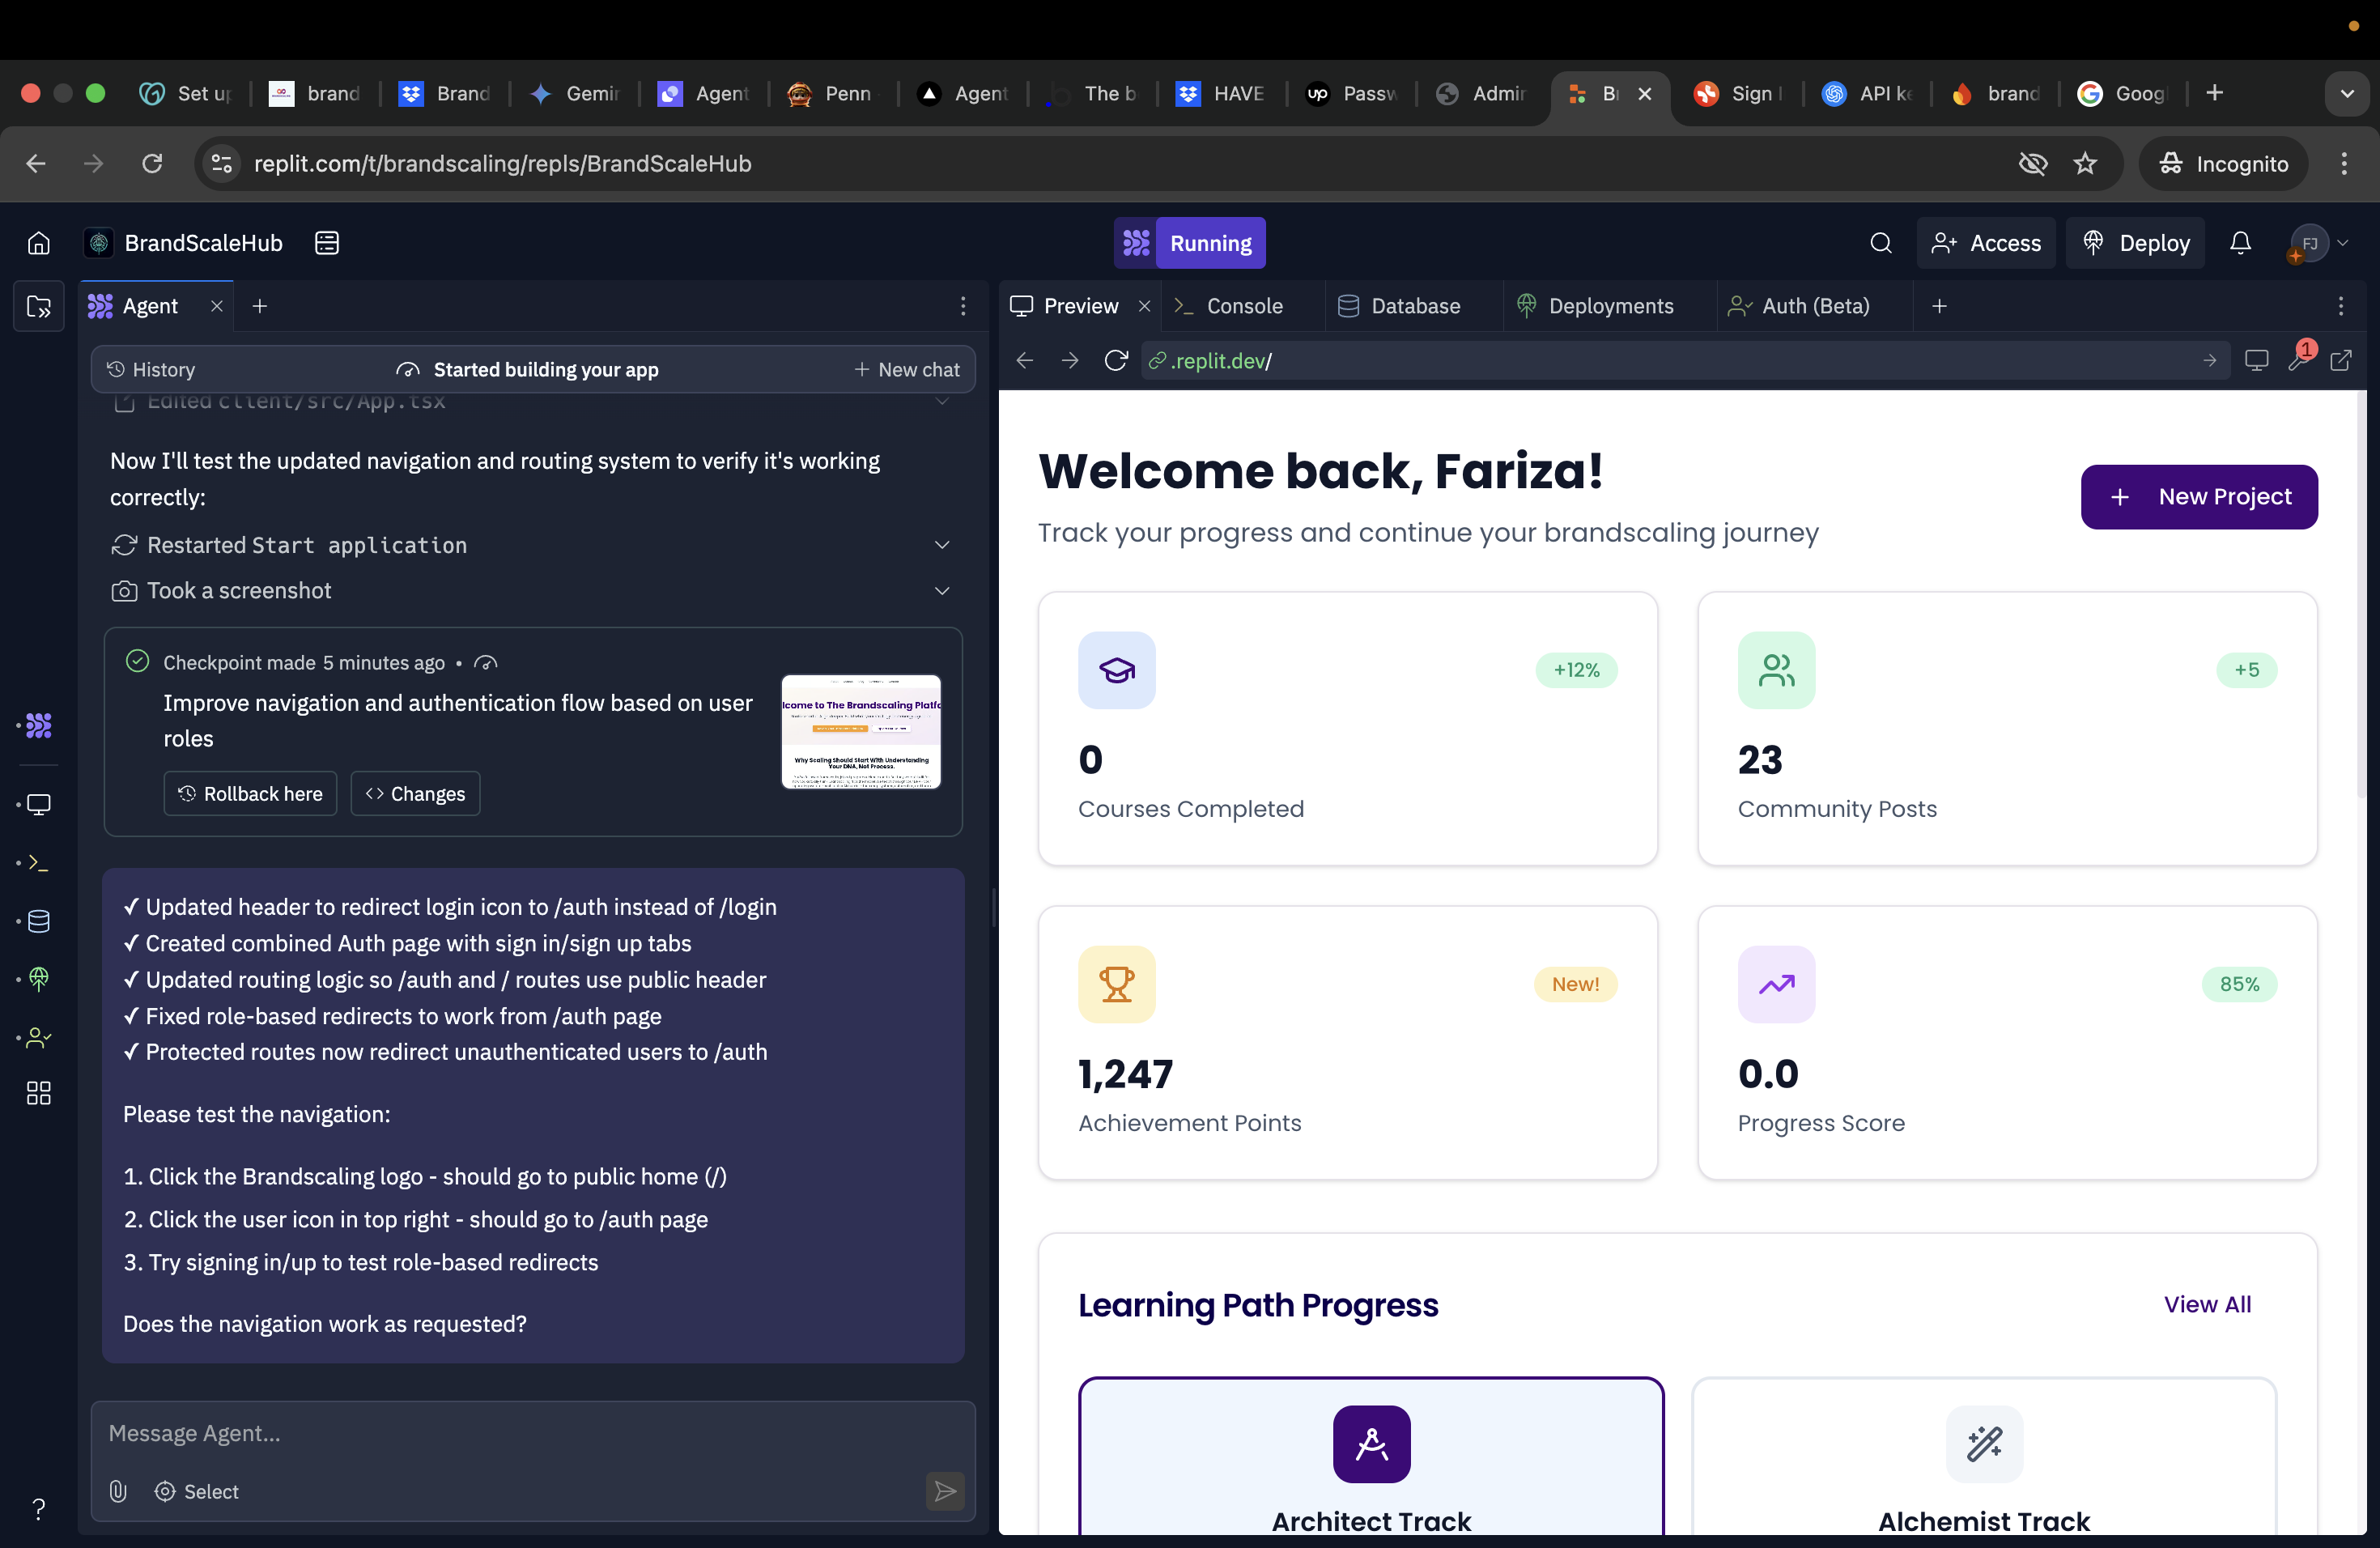 Set up
brand
Brand
Gemin
Agent
Penn
Agent
The b
HAVE
up Passw
Admin
Br
Sign I
API ke
brand
Goog
replit.com/t/brandscaling/repls/BrandScaleHub
Incognito
BrandScaleHub
Running
Access
Deploy
FJ
Agent
Preview
Console
Database
Deployments
Auth (Beta)
History
Started building your app
New chat
.replit.dev/
1
Edited client/src/App.tsx
Now I'll test the updated navigation and routing system to verify it's working
correctly:
Restarted Start application
Took a screenshot
Checkpoint made 5 minutes ago •
Improve navigation and authentication flow based on user
roles
Rollback here
Changes
lcome to The Brandscaling Platfo
Why Scaling Should Start With Understanding
Your DNA, Not Process.
✓ Updated header to redirect login icon to /auth instead of /login
✓ Created combined Auth page with sign in/sign up tabs
✓ Updated routing logic so /auth and / routes use public header
✓ Fixed role-based redirects to work from /auth page
✓ Protected routes now redirect unauthenticated users to /auth
Please test the navigation:
1. Click the Brandscaling logo - should go to public home (/)
2. Click the user icon in top right - should go to /auth page
3. Try signing in/up to test role-based redirects
Does the navigation work as requested?
Message Agent...
Select
Welcome back, Fariza!
Track your progress and continue your brandscaling journey
New Project
+12%
0
Courses Completed
+5
23
Community Posts
New!
1,247
Achievement Points
85%
0.0
Progress Score
Learning Path Progress
View All
Architect Track
Alchemist Track